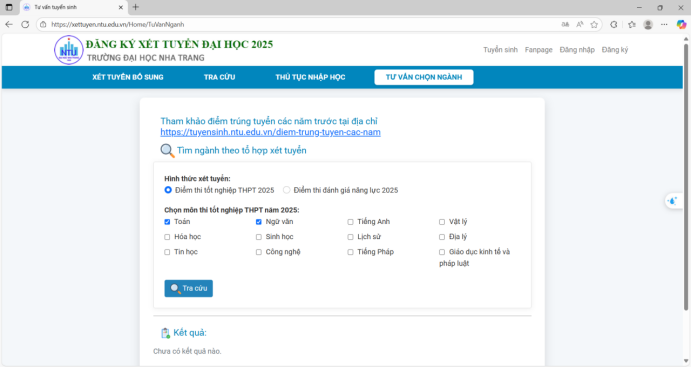 Tư vấn tuyển sinh
https://xettuyen.ntu.edu.vn/Home/TuVanNganh
NTU
ĐĂNG KÝ XÉT TUYỂN ĐẠI HỌC 2025
TRƯỜNG ĐẠI HỌC NHA TRANG
Tuyển sinh Fanpage Đăng nhập Đăng ký
XÉT TUYỂN BỔ SUNG TRA CỨU THỦ TỤC NHẬP HỌC TƯ VẤN CHỌN NGÀNH
Tham khảo điểm trúng tuyển các năm trước tại địa chỉ
https://tuyensinh.ntu.edu.vn/diem-trung-tuyen-cac-nam
Tìm ngành theo tổ hợp xét tuyển
Hình thức xét tuyển:
Điểm thi tốt nghiệp THPT 2025 Điểm thi đánh giá năng lực 2025
Chọn môn thi tốt nghiệp THPT năm 2025:
Toán Ngữ văn Tiếng Anh Vật lý
Hóa học Sinh học Lịch sử Địa lý
Tin học Công nghệ Tiếng Pháp Giáo dục kinh tế và
pháp luật
Tra cứu
Kết quả:
Chưa có kết quả nào.